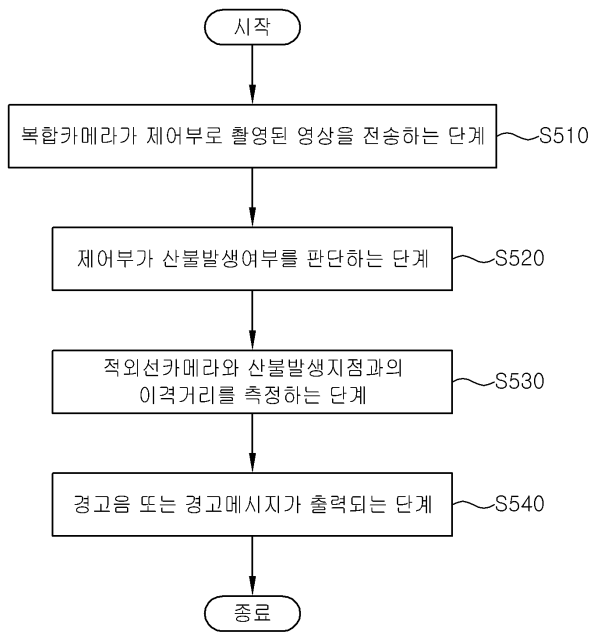 시작
복합카메라가 제어부로 촬영된 영상을 전송하는 단계
S510
제어부가 산불발생여부를 판단하는 단계
S520
적외선카메라와 산불발생지점과의
이격거리를 측정하는 단계
S530
경고음 또는 경고메시지가 출력되는 단계
S540
종료